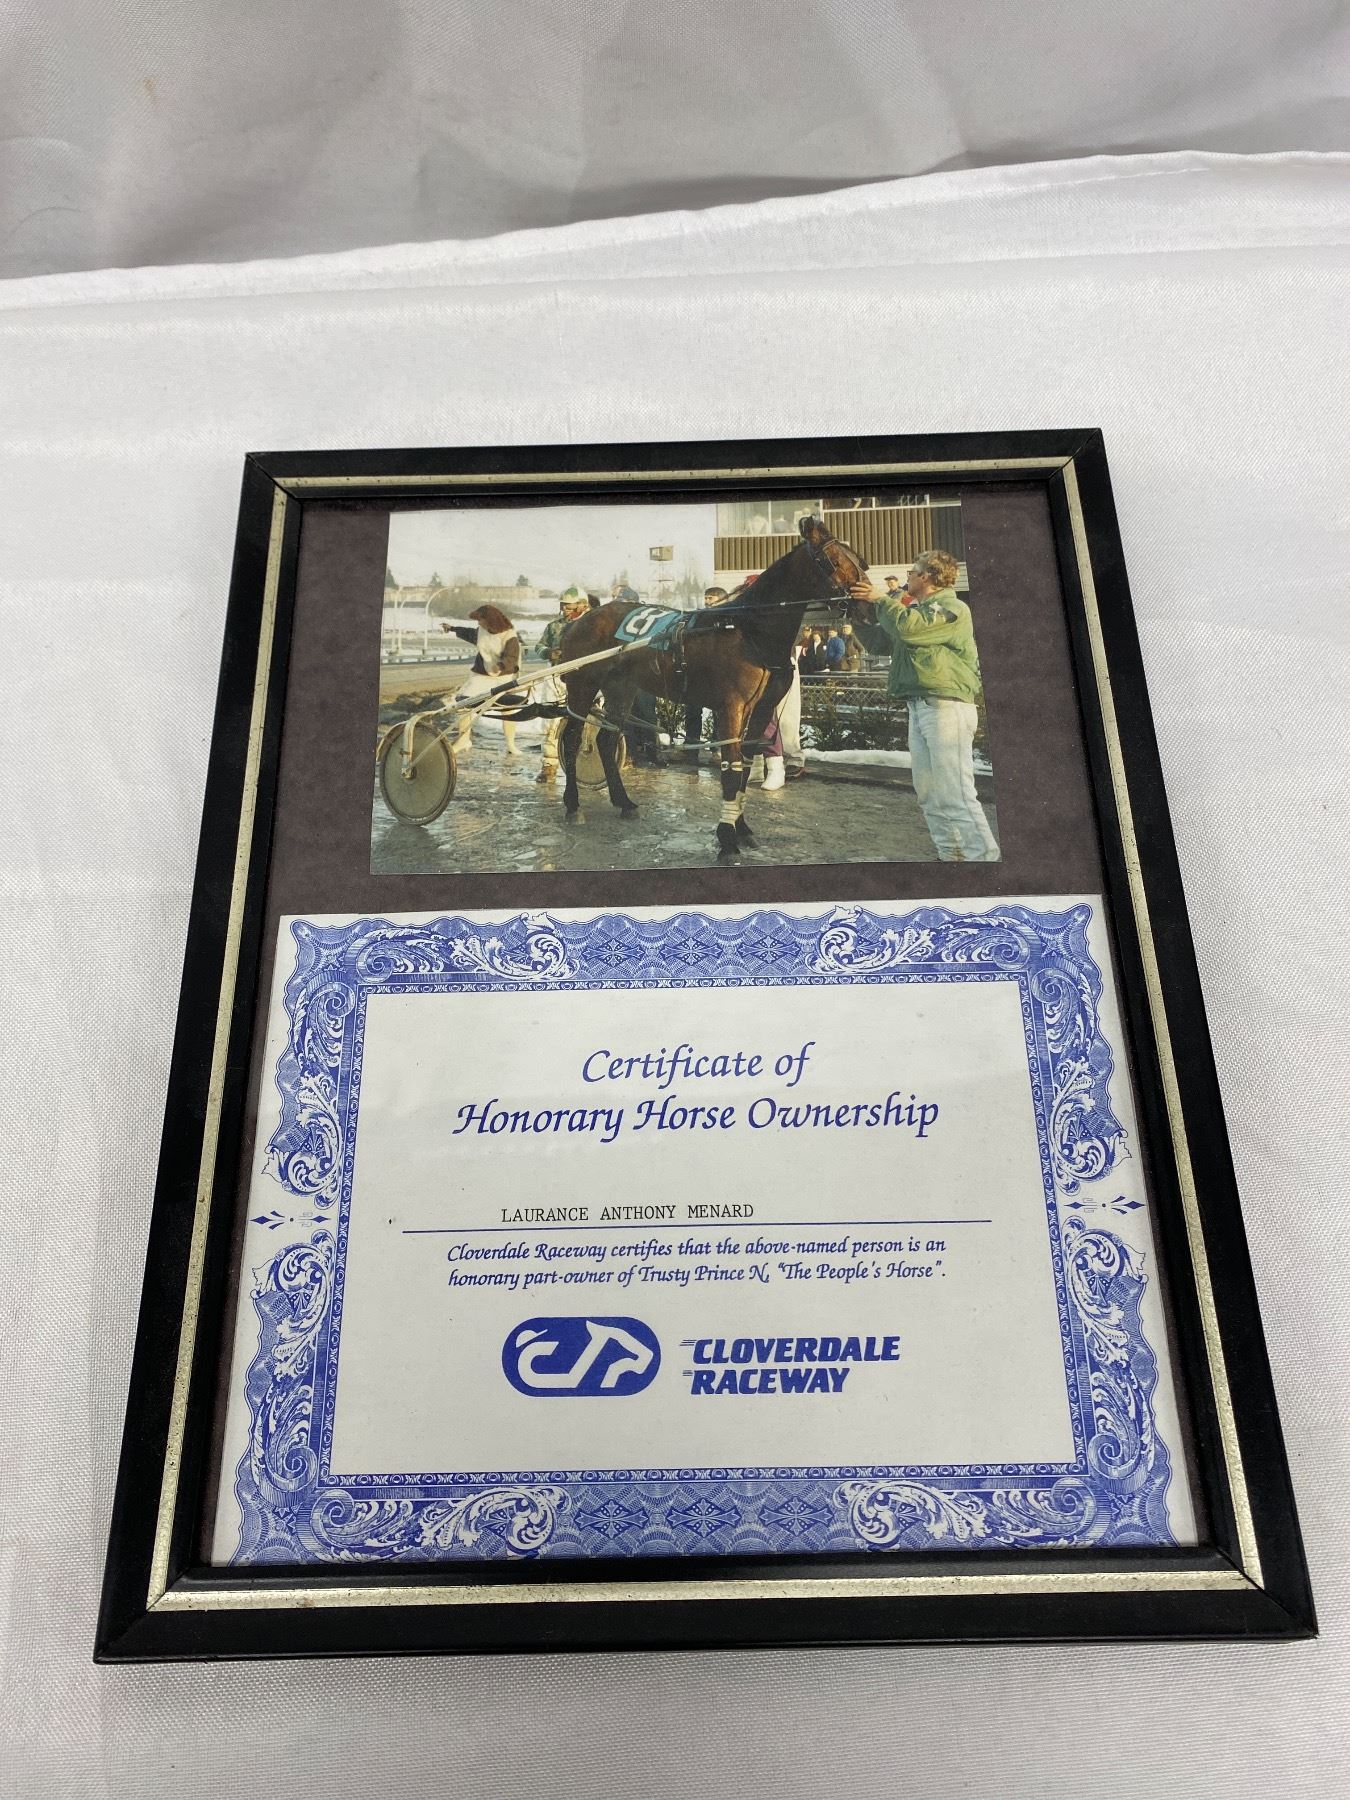 Certificate of
Honorary Horse Ownership
LAURANCE ANTHONY MENARD
Cloverdale Raceway certifies that the above-named person is an
honorary part-owner of Trusty Prince N, "The People's Horse".
CLOVERDALE
RACEWAY